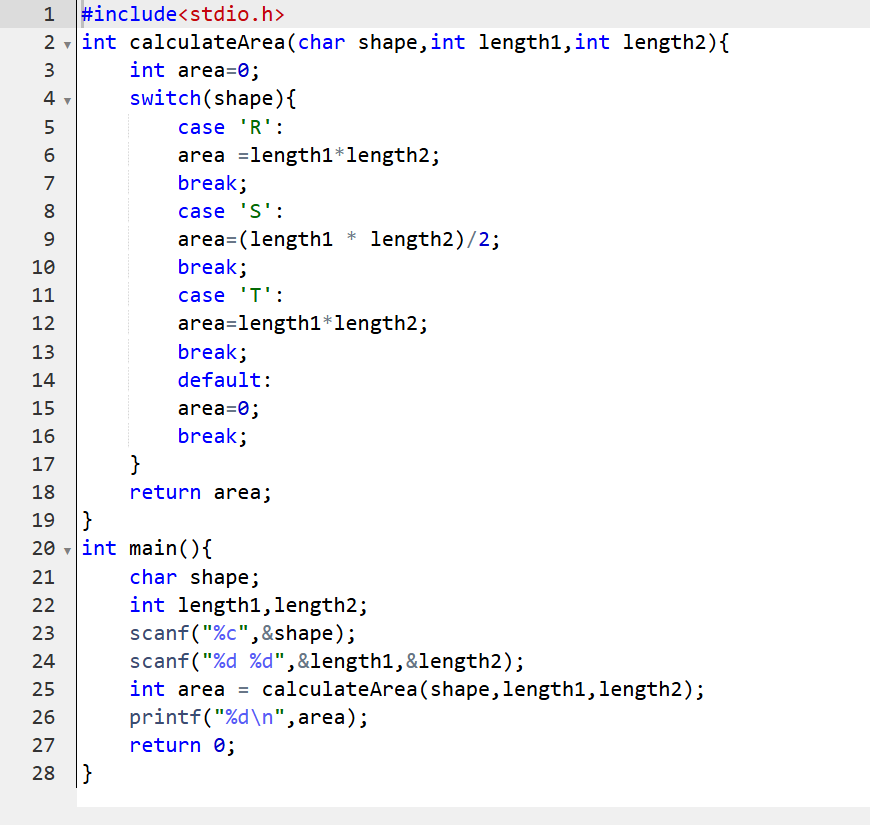 1 #include<stdio.h>
2 int calculateArea(char shape,int length1,int length2){
3     int area=0;
4     switch(shape){
5         case 'R':
6         area =length1*length2;
7         break;
8         case 'S':
9         area=(length1 * length2)/2;
10         break;
11         case 'T':
12         area=length1*length2;
13         break;
14         default:
15         area=0;
16         break;
17     }
18     return area;
19 }
20 int main(){
21     char shape;
22     int length1,length2;
23     scanf("%c",&shape);
24     scanf("%d %d",&length1,&length2);
25     int area = calculateArea(shape,length1,length2);
26     printf("%d\n",area);
27     return 0;
28 }